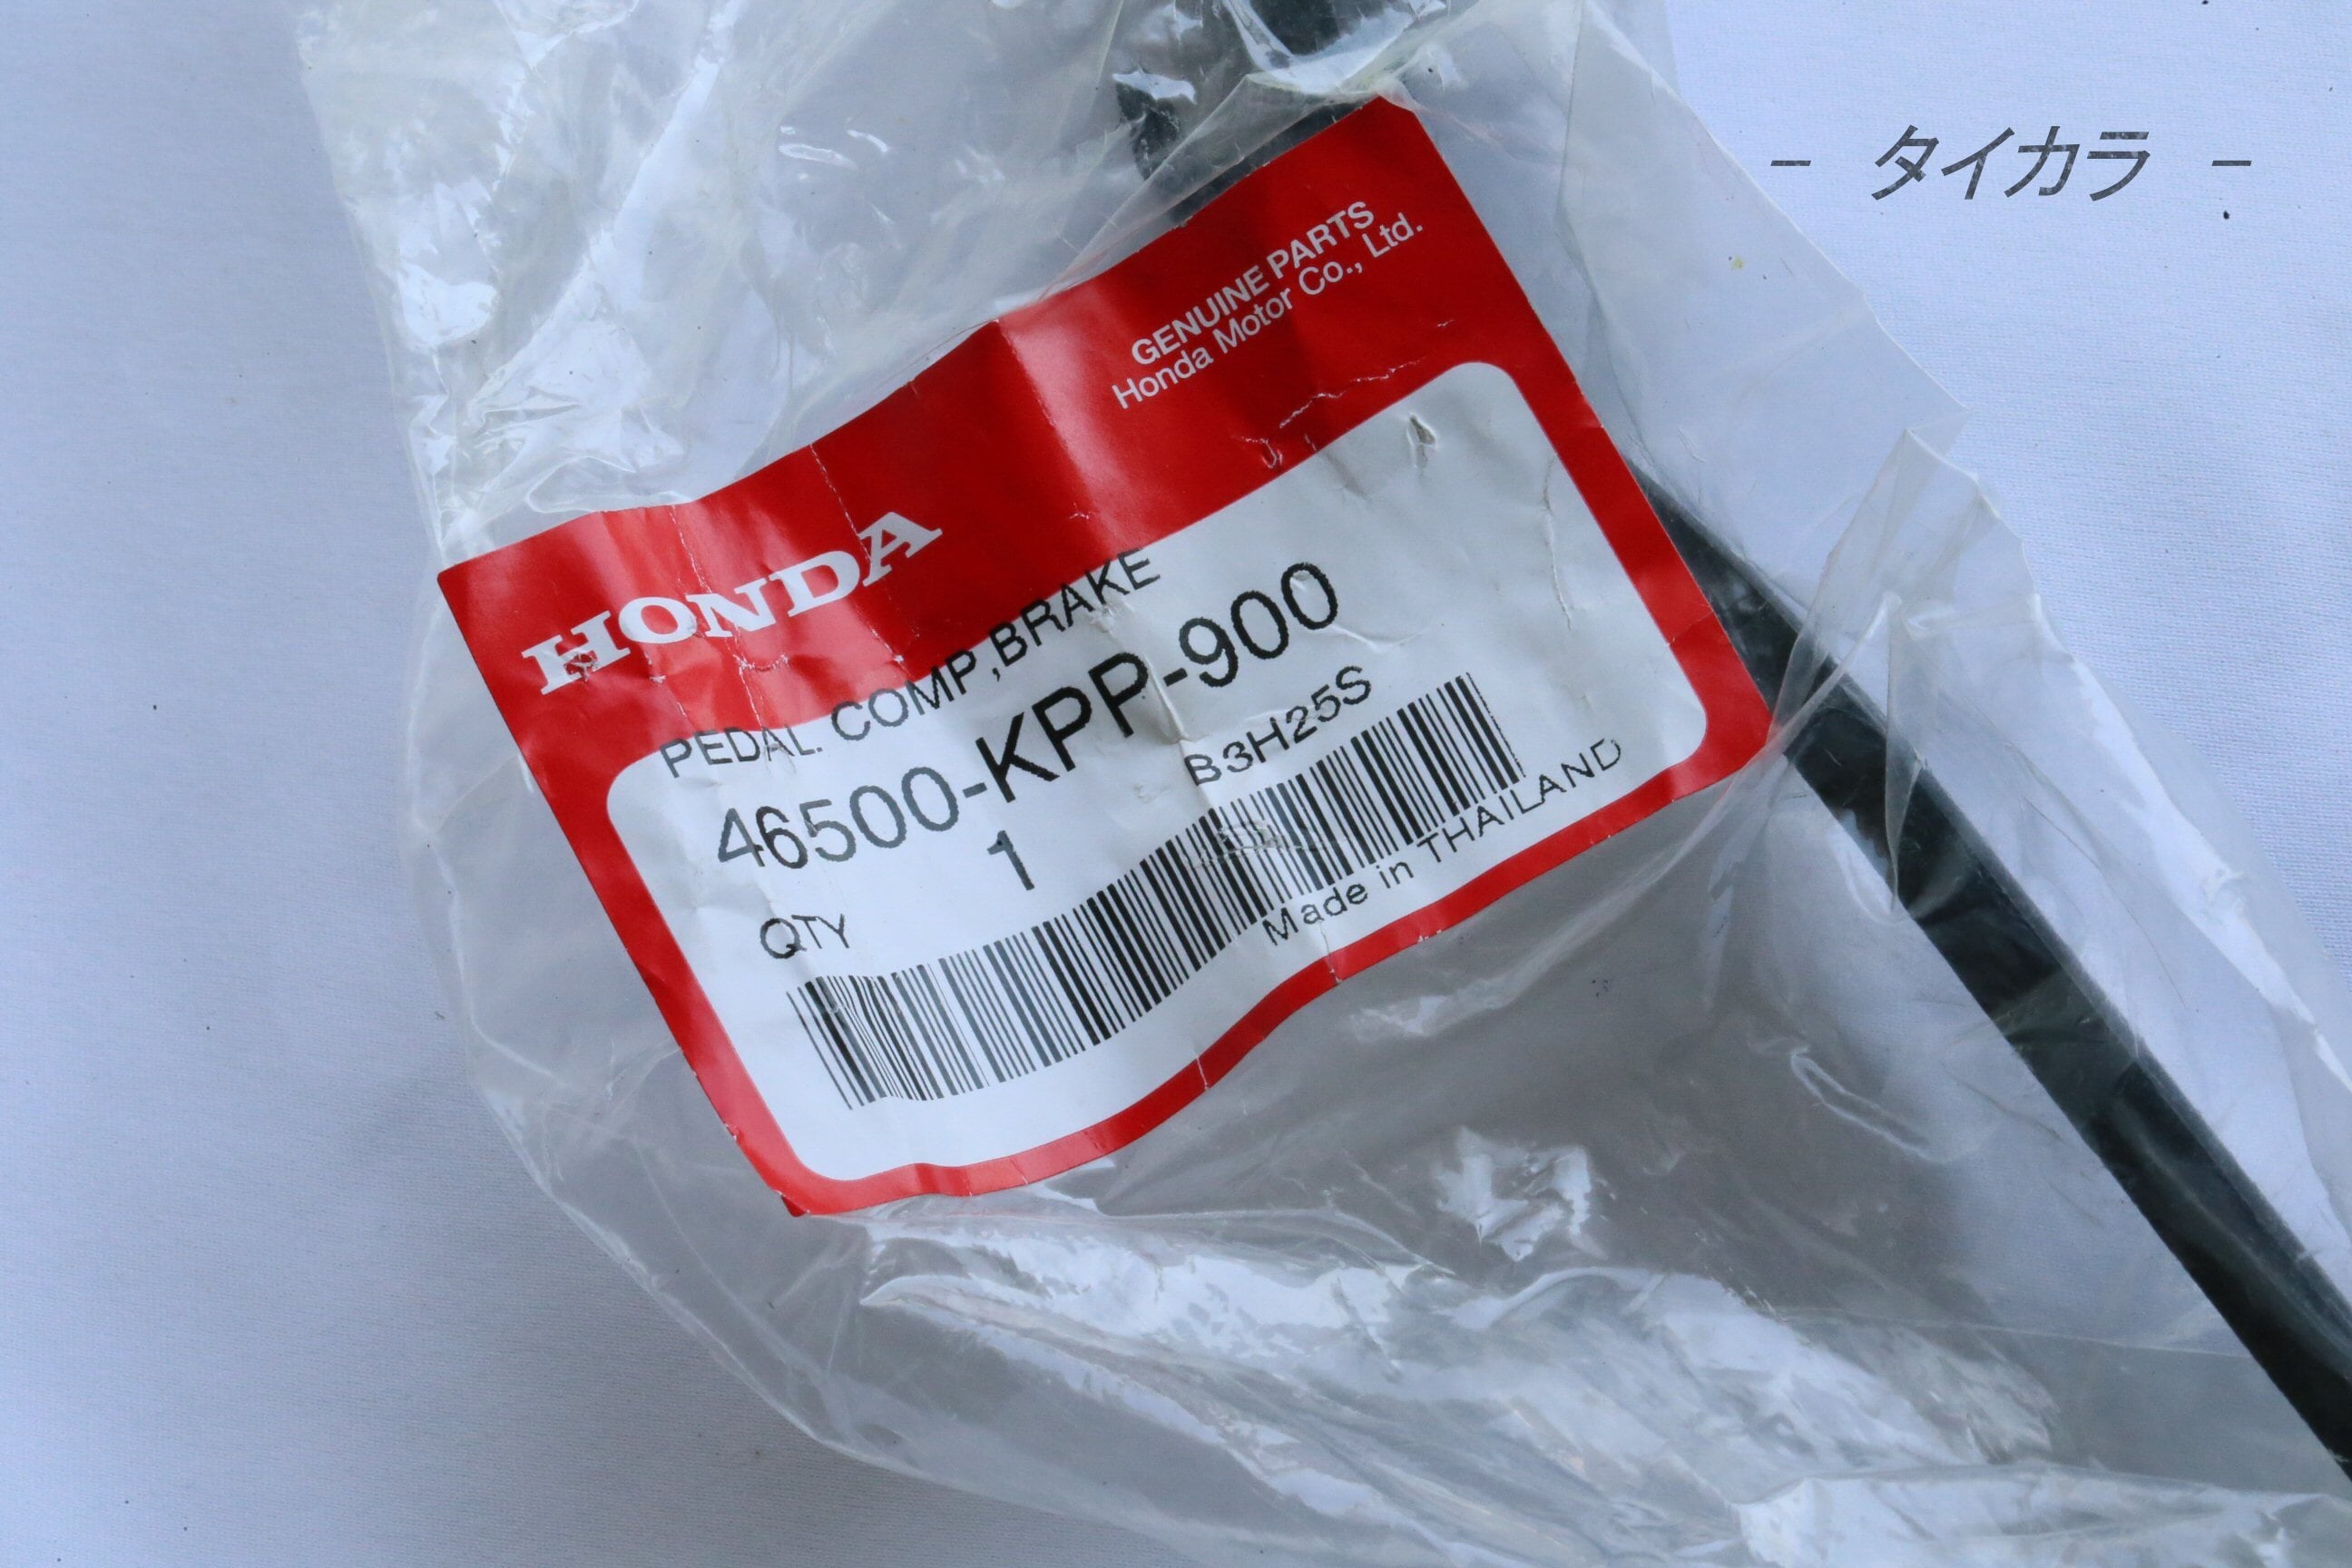 - タイカラ -
GENUINE PARTS
Honda Motor Co., Ltd.
HONDA
PEDAL. COMP,BRAKE
46500-KPP-900
1
B3H25S
QTY
Made in THAILAND